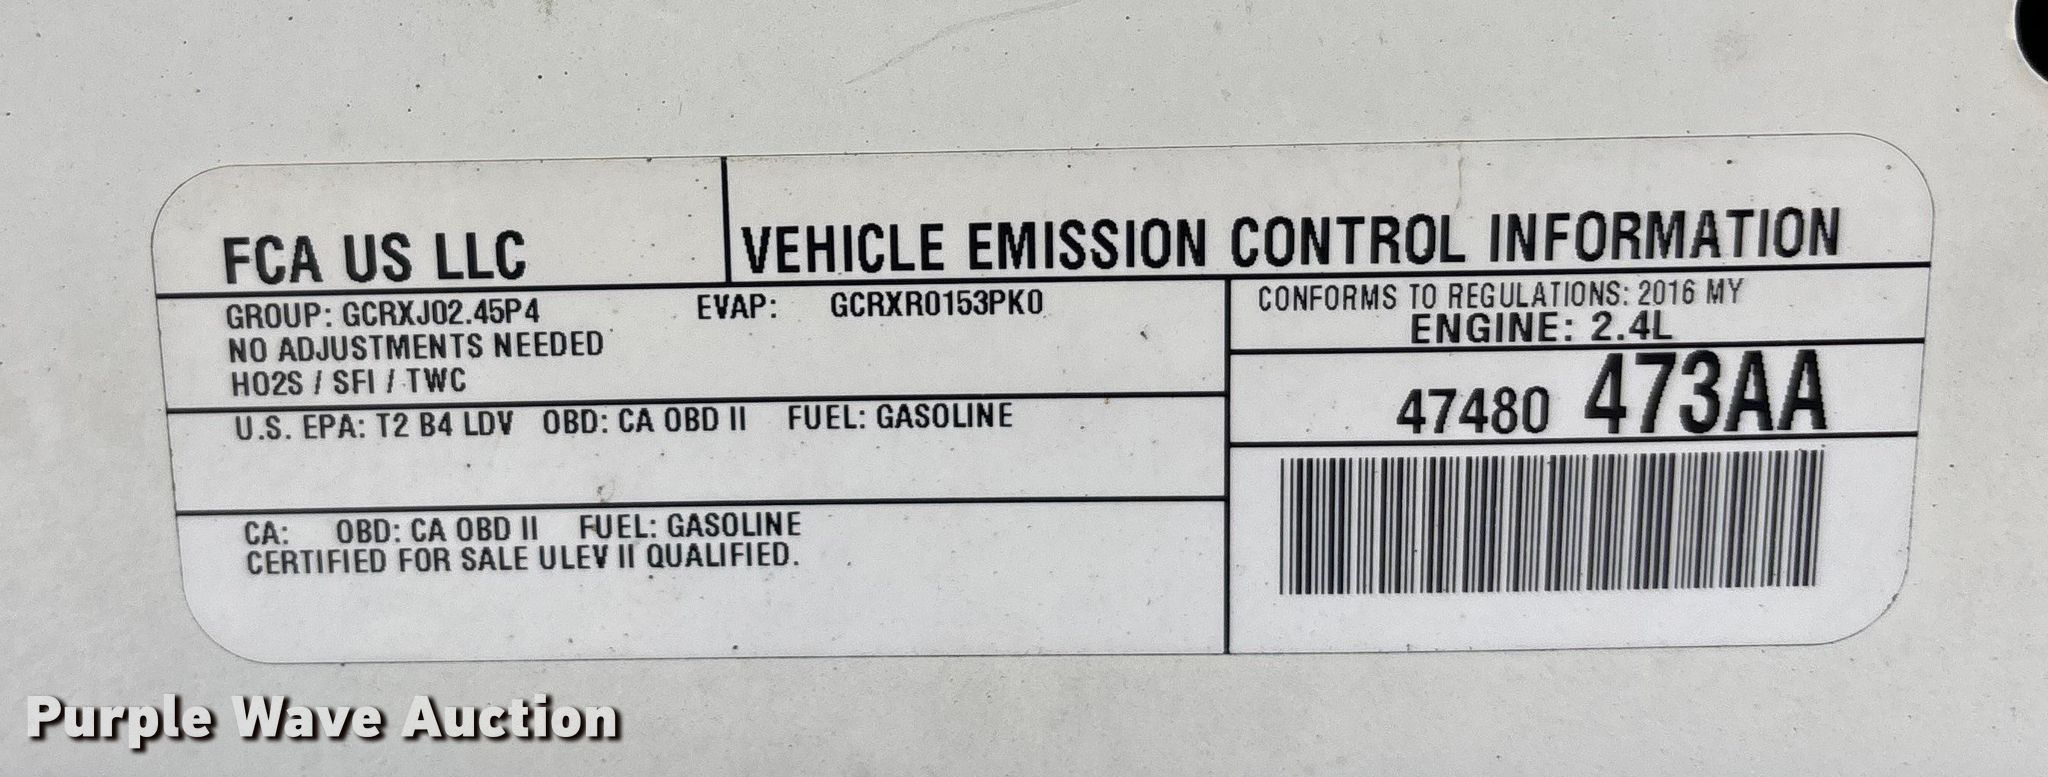 FCA US LLC
VEHICLE EMISSION CONTROL INFORMATION
GROUP: GCRXJ02.45P4 EVAP: GCRXR0153PK0
NO ADJUSTMENTS NEEDED
HO2S / SFI / TWC
U.S. EPA: T2 B4 LDV OBD: CA OBD II FUEL: GASOLINE
CA: OBD: CA OBD II FUEL: GASOLINE
CERTIFIED FOR SALE ULEV II QUALIFIED.
CONFORMS TO REGULATIONS: 2016 MY
ENGINE: 2.4L
47480 473AA
Purple Wave Auction